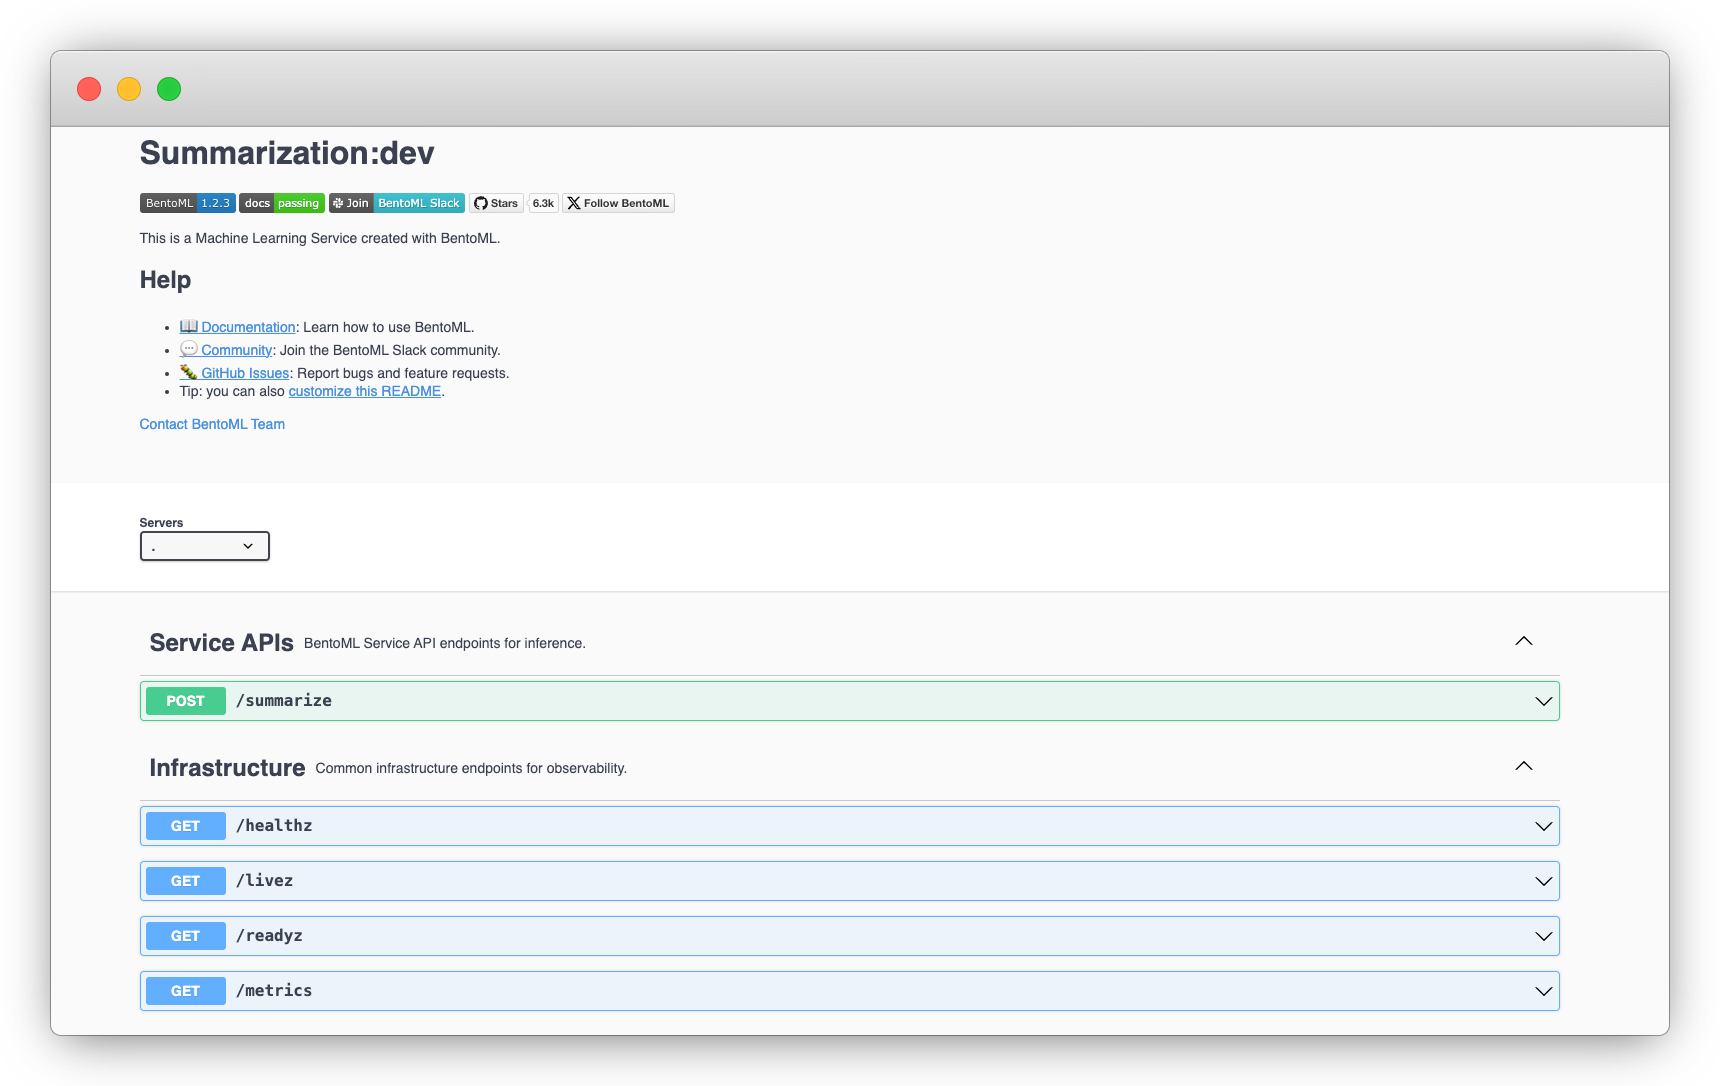 Summarization:dev
BentoML 1.2.3 docs passing Join BentoML Slack Stars 6.3k Follow BentoML
This is a Machine Learning Service created with BentoML.
Help
📖 Documentation: Learn how to use BentoML.
💬 Community: Join the BentoML Slack community.
🐛 GitHub Issues: Report bugs and feature requests.
Tip: you can also customize this README.
Contact BentoML Team
Servers
.
Service APIs BentoML Service API endpoints for inference.
POST /summarize
Infrastructure Common infrastructure endpoints for observability.
GET /healthz
GET /livez
GET /readyz
GET /metrics